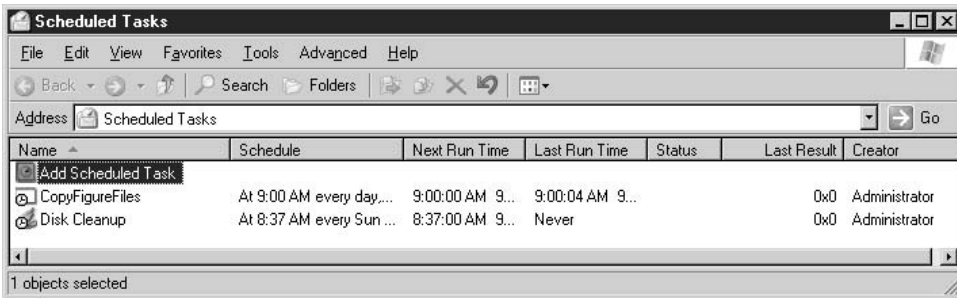 Scheduled Tasks
File Edit View Favorites Tools Advanced Help
Back Search Folders
Address Scheduled Tasks Go
Name Schedule Next Run Time Last Run Time Status Last Result Creator
Add Scheduled Task
CopyFigureFiles At 9:00 AM every day,... 9:00:00 AM 9... 9:00:04 AM 9... 0x0 Administrator
Disk Cleanup At 8:37 AM every Sun ... 8:37:00 AM 9... Never 0x0 Administrator
1 objects selected